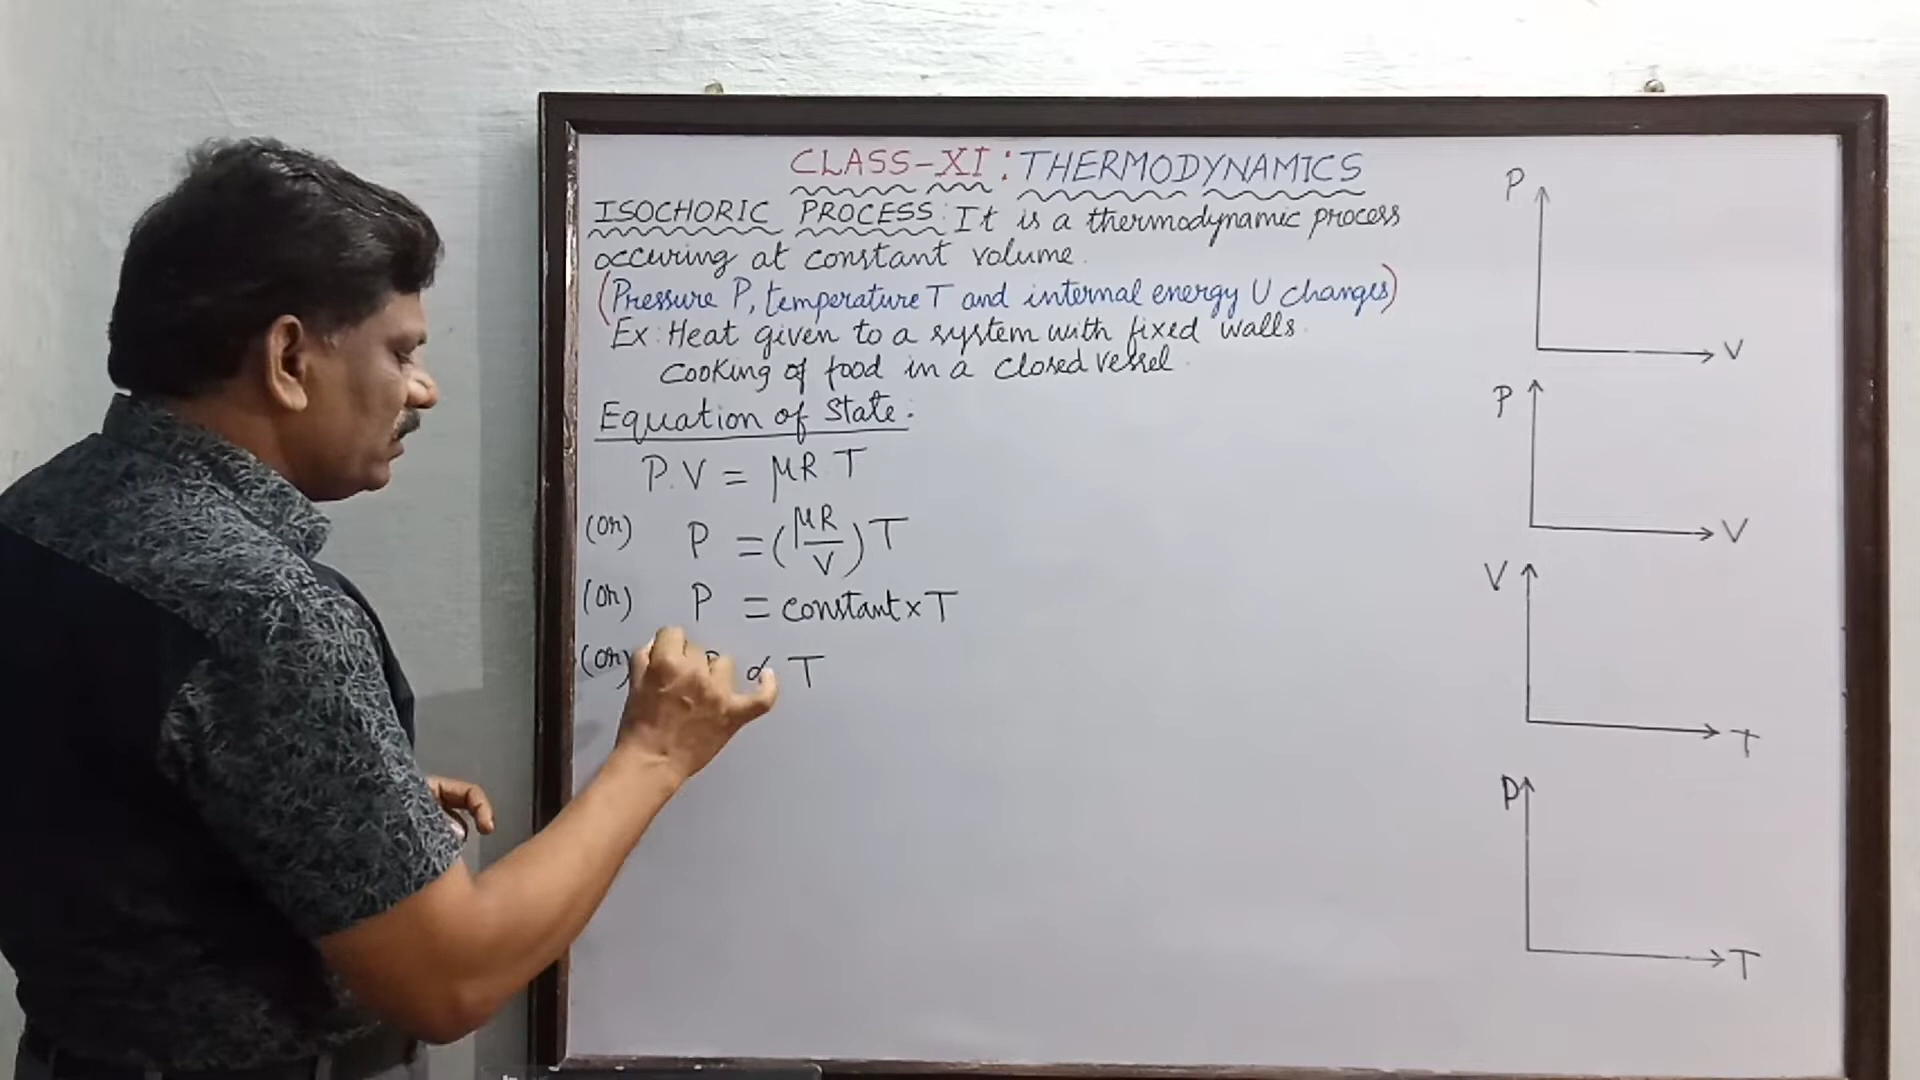 CLASS-XI: THERMODYNAMICS
ISOCHORIC PROCESS: It is a thermodynamic process
occuring at constant volume.
(Pressure P, temperature T and internal energy U changes)
Ex: Heat given to a system with fixed walls.
Cooking of food in a closed vessel.
Equation of State:
P.V = μR T
(or) P = (μR/V) T
(or) P = constant × T
(or) P ∝ T
P
V
P
V
V
T
P
T